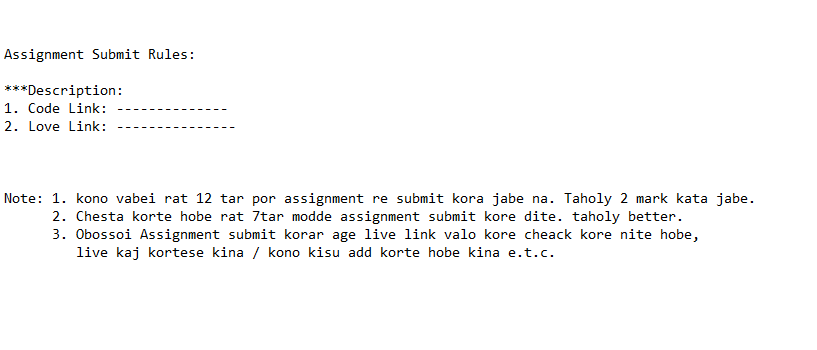 Assignment Submit Rules:
***Description:
1. Code Link: --------------
2. Love Link: ---------------
Note: 1. kono vabei rat 12 tar por assignment re submit kora jabe na. Taholy 2 mark kata jabe.
2. Chesta korte hobe rat 7tar modde assignment submit kore dite. taholy better.
3. Obossoi Assignment submit korar age live link valo kore cheack kore nite hobe,
live kaj kortese kina / kono kisu add korte hobe kina e.t.c.